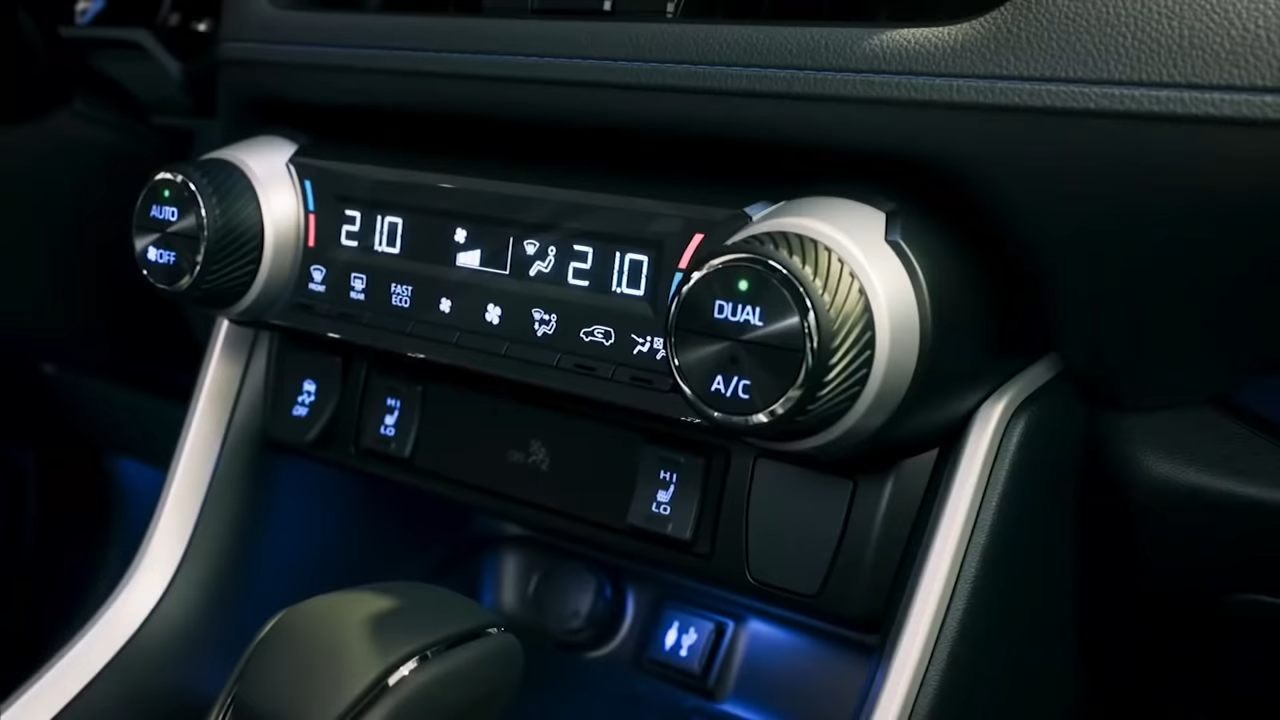 AUTO
OFF
21.0
21.0
FRONT
REAR
FAST
ECO
DUAL
A/C
OFF
HI
LO
HI
LO